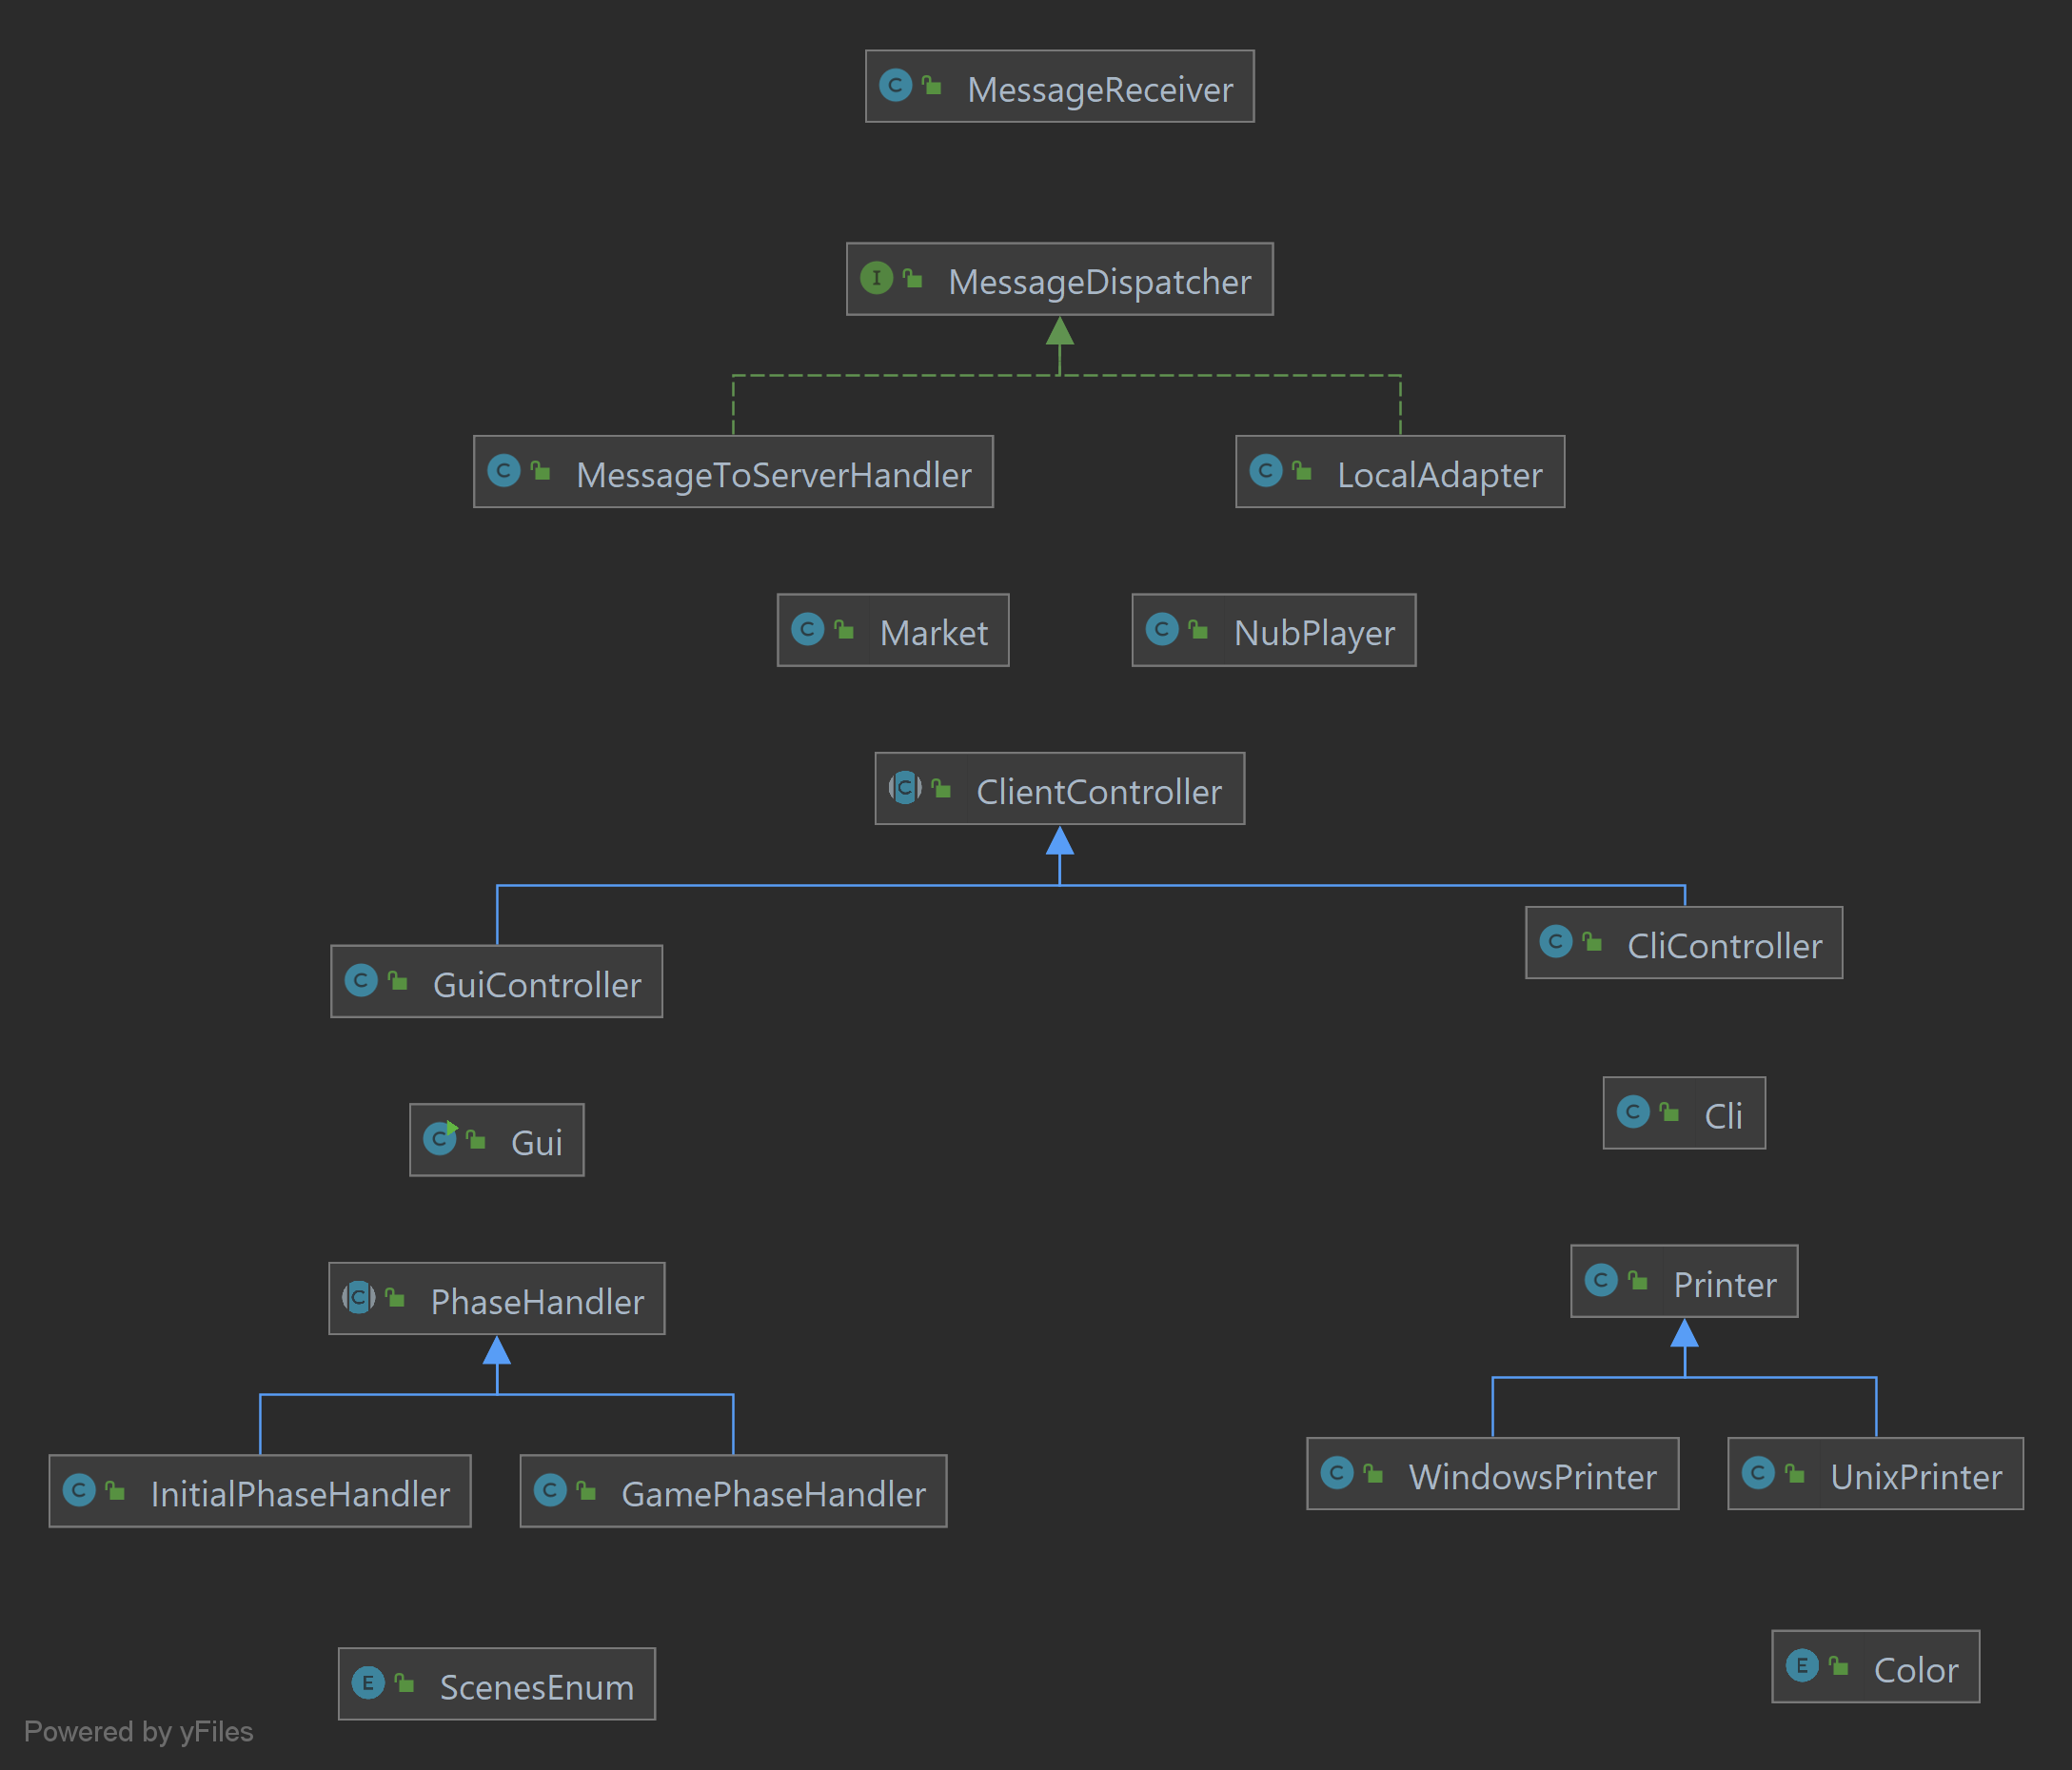 MessageReceiver
MessageDispatcher
MessageToServerHandler
LocalAdapter
Market
NubPlayer
ClientController
GuiController
CliController
Gui
Cli
PhaseHandler
Printer
InitialPhaseHandler
GamePhaseHandler
WindowsPrinter
UnixPrinter
ScenesEnum
Color
Powered by yFiles